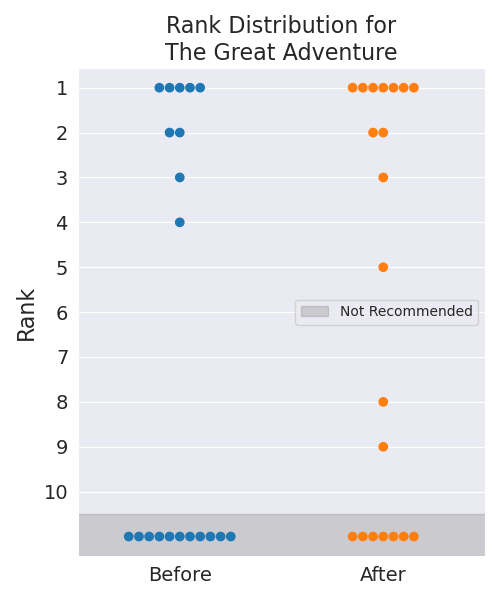 Rank Distribution for
The Great Adventure
Rank
1
2
3
4
5
6
7
8
9
10
Not Recommended
Before
After